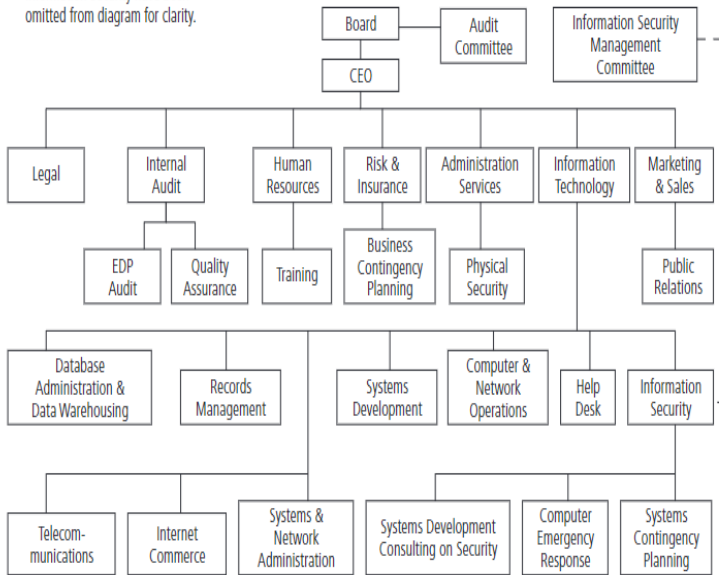 omitted from diagram for clarity.
Board
Audit
Committee
Information Security
Management
Committee
CEO
Legal
Internal
Audit
Human
Resources
Risk &
Insurance
Administration
Services
Information
Technology
Marketing
& Sales
EDP
Audit
Quality
Assurance
Training
Business
Contingency
Planning
Physical
Security
Public
Relations
Database
Administration &
Data Warehousing
Records
Management
Systems
Development
Computer &
Network
Operations
Help
Desk
Information
Security
Telecom-
munications
Internet
Commerce
Systems &
Network
Administration
Systems Development
Consulting on Security
Computer
Emergency
Response
Systems
Contingency
Planning